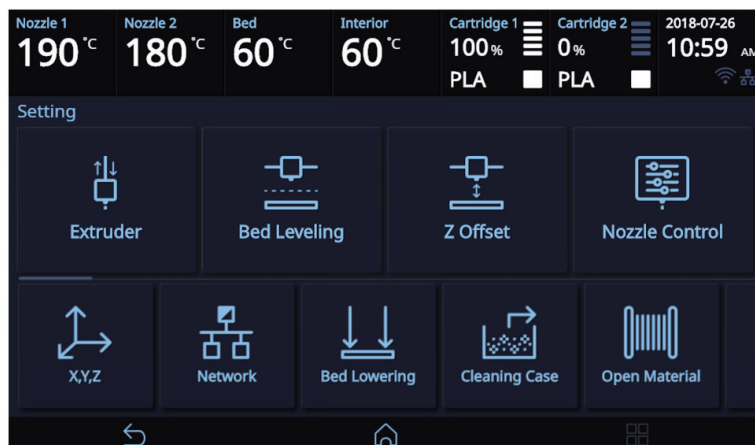 Nozzle 1 Nozzle 2 Bed Interior Cartridge 1 Cartridge 2 2018-07-26
190 °C 180 °C 60 °C 60 °C 100 % 0 % 10:59 AM
PLA PLA
Setting
Extruder Bed Leveling Z Offset Nozzle Control
X,Y,Z Network Bed Lowering Cleaning Case Open Material